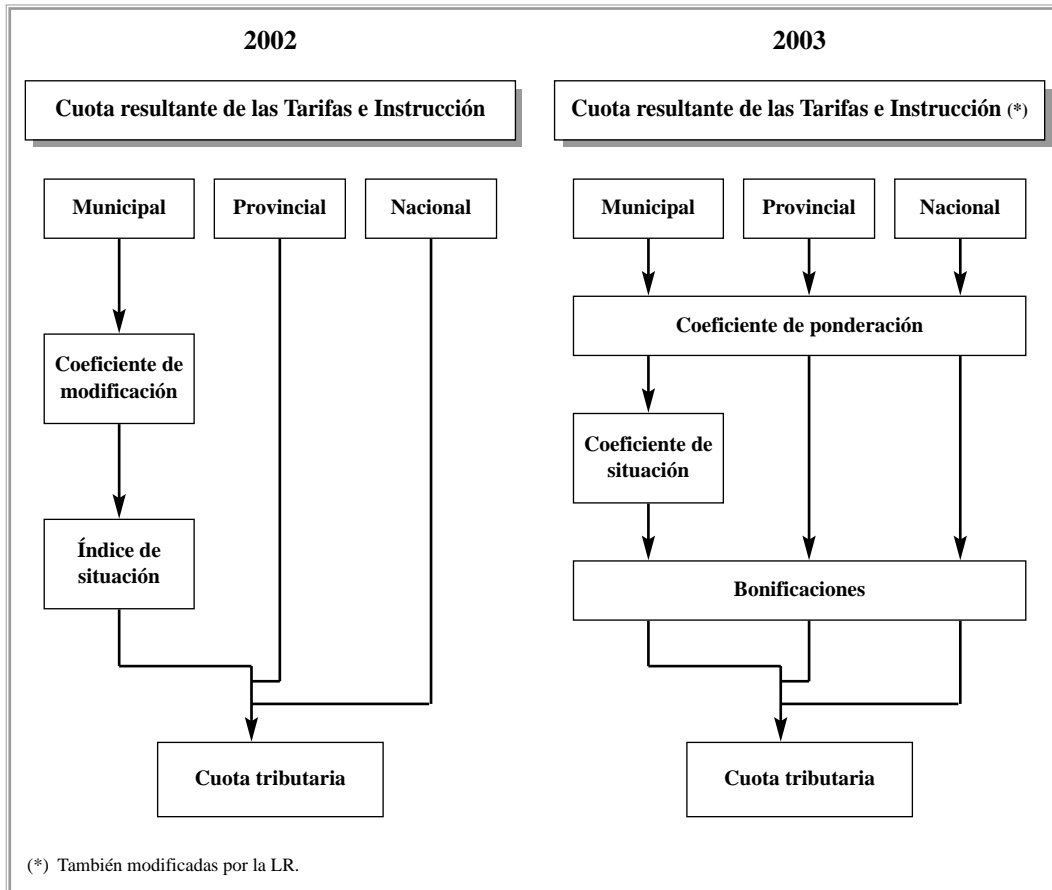 2002
Cuota resultante de las Tarifas e Instrucción
Municipal
Provincial
Nacional
Coeficiente de
modificación
Índice de
situación
Cuota tributaria
2003
Cuota resultante de las Tarifas e Instrucción (*)
Municipal
Provincial
Nacional
Coeficiente de ponderación
Coeficiente de
situación
Bonificaciones
Cuota tributaria
(*) También modificadas por la LR.